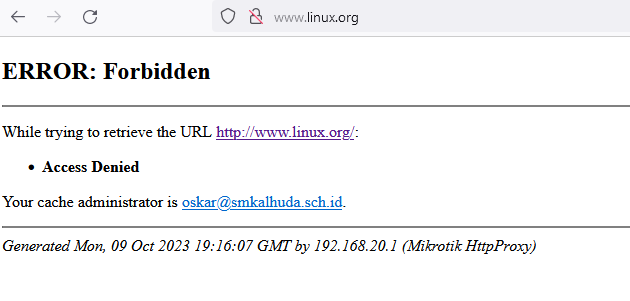 www.linux.org
ERROR: Forbidden
While trying to retrieve the URL http://www.linux.org/:
• Access Denied
Your cache administrator is oskar@smkalhuda.sch.id.
Generated Mon, 09 Oct 2023 19:16:07 GMT by 192.168.20.1 (Mikrotik HttpProxy)